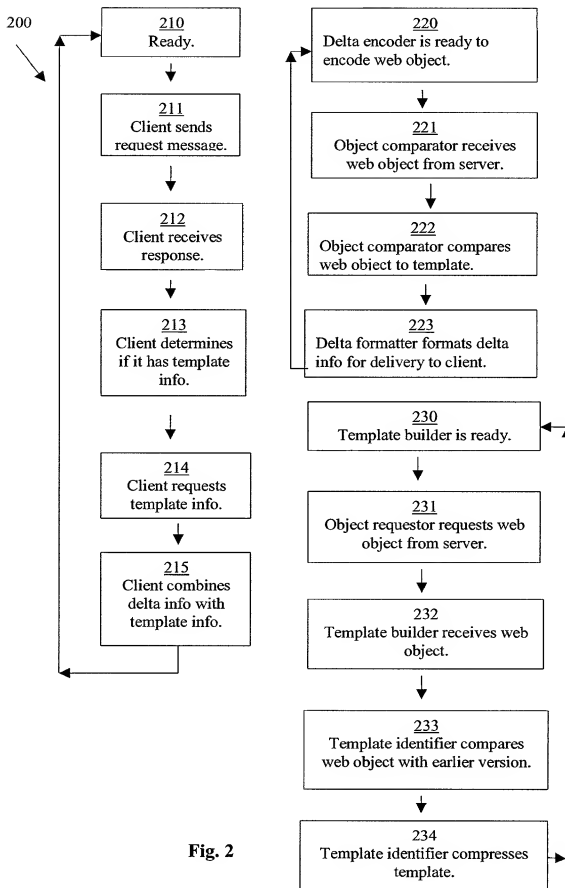 200
210
Ready.
211
Client sends
request message.
212
Client receives
response.
213
Client determines
if it has template
info.
214
Client requests
template info.
215
Client combines
delta info with
template info.
220
Delta encoder is ready to
encode web object.
221
Object comparator receives
web object from server.
222
Object comparator compares
web object to template.
223
Delta formatter formats delta
info for delivery to client.
230
Template builder is ready.
231
Object requestor requests web
object from server.
232
Template builder receives web
object.
233
Template identifier compares
web object with earlier version.
234
Template identifier compresses
template.
Fig. 2